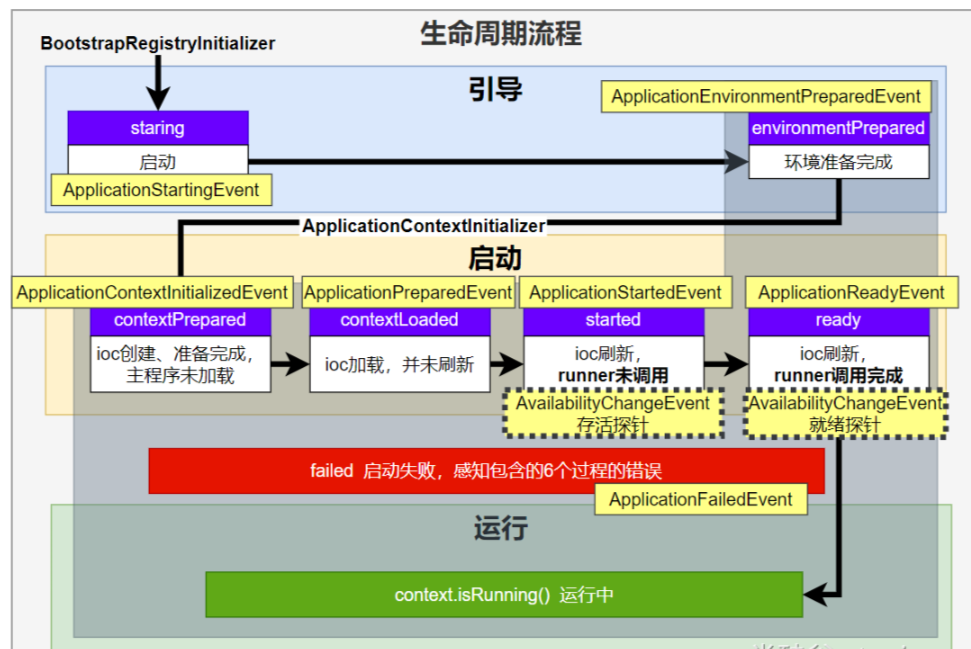 生命周期流程
BootstrapRegistryInitializer
引导
ApplicationEnvironmentPreparedEvent
staring
environmentPrepared
启动
环境准备完成
ApplicationStartingEvent
ApplicationContextInitializer
启动
ApplicationContextInitializedEvent
ApplicationPreparedEvent
ApplicationStartedEvent
ApplicationReadyEvent
contextPrepared
contextLoaded
started
ready
ioc创建、准备完成，
主程序未加载
ioc加载，并未刷新
ioc刷新，
runner未调用
ioc刷新，
runner调用完成
AvailabilityChangeEvent
存活探针
AvailabilityChangeEvent
就绪探针
failed 启动失败，感知包含的6个过程的错误
ApplicationFailedEvent
运行
context.isRunning() 运行中